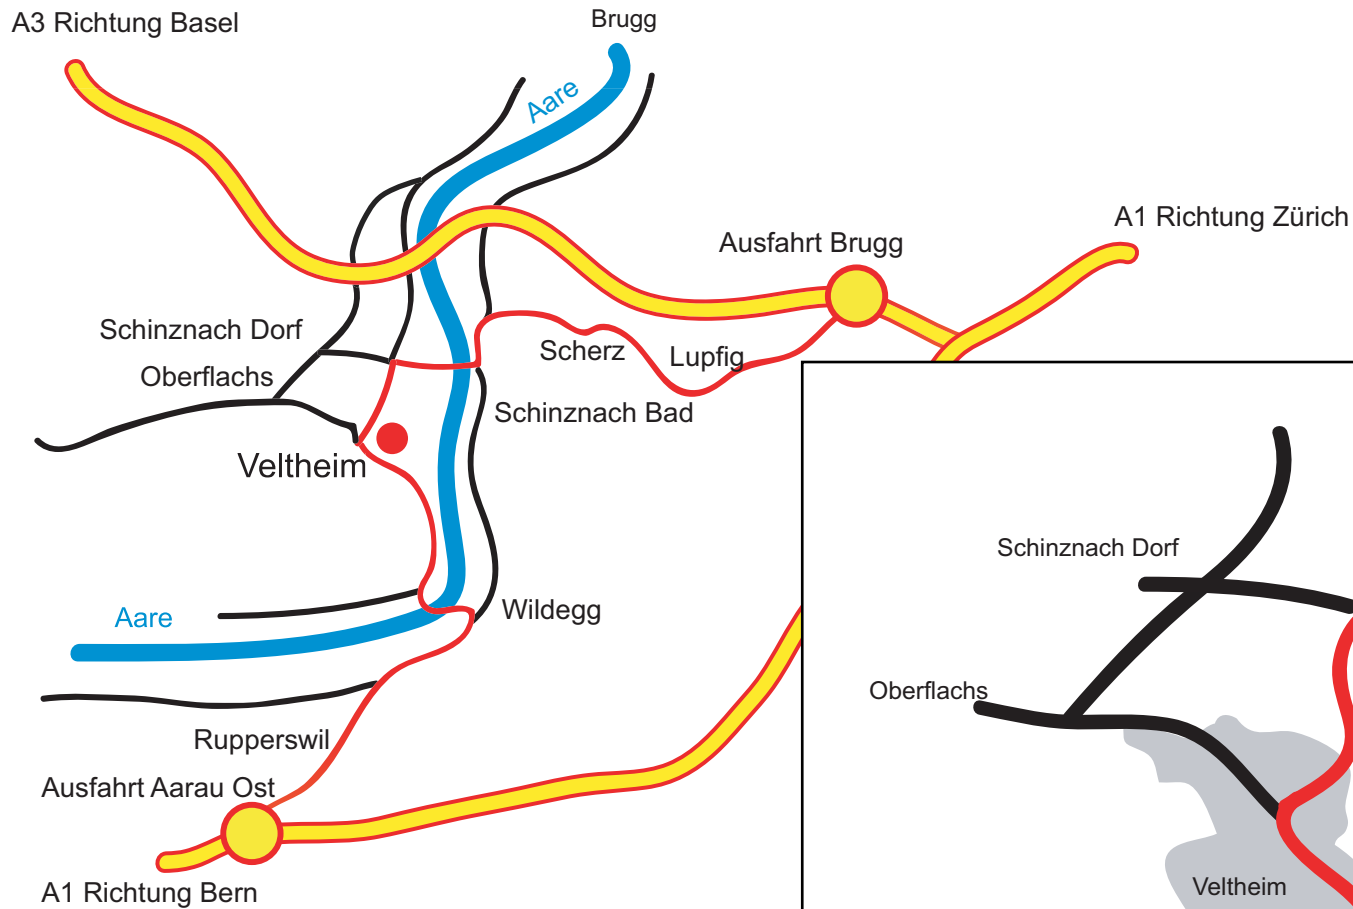 A3 Richtung Basel
Brugg
Aare
A1 Richtung Zürich
Ausfahrt Brugg
Schinznach Dorf
Scherz
Lupfig
Oberflachs
Schinznach Bad
Veltheim
Schinznach Dorf
Aare
Wildegg
Oberflachs
Rupperswil
Ausfahrt Aarau Ost
Veltheim
A1 Richtung Bern